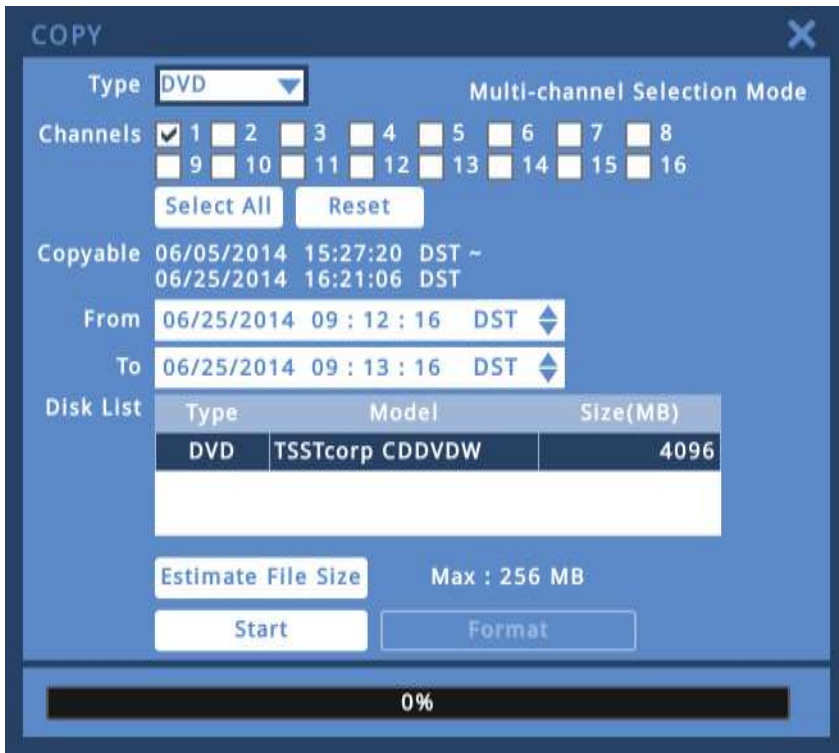 COPY
Type DVD Multi-channel Selection Mode
Channels 1 2 3 4 5 6 7 8
9 10 11 12 13 14 15 16
Select All Reset
Copyable 06/05/2014 15:27:20 DST ~
06/25/2014 16:21:06 DST
From 06/25/2014 09 : 12 : 16 DST
To 06/25/2014 09 : 13 : 16 DST
Disk List Type Model Size(MB)
DVD TSSTcorp CDDVDW 4096
Estimate File Size Max : 256 MB
Start Format
0%